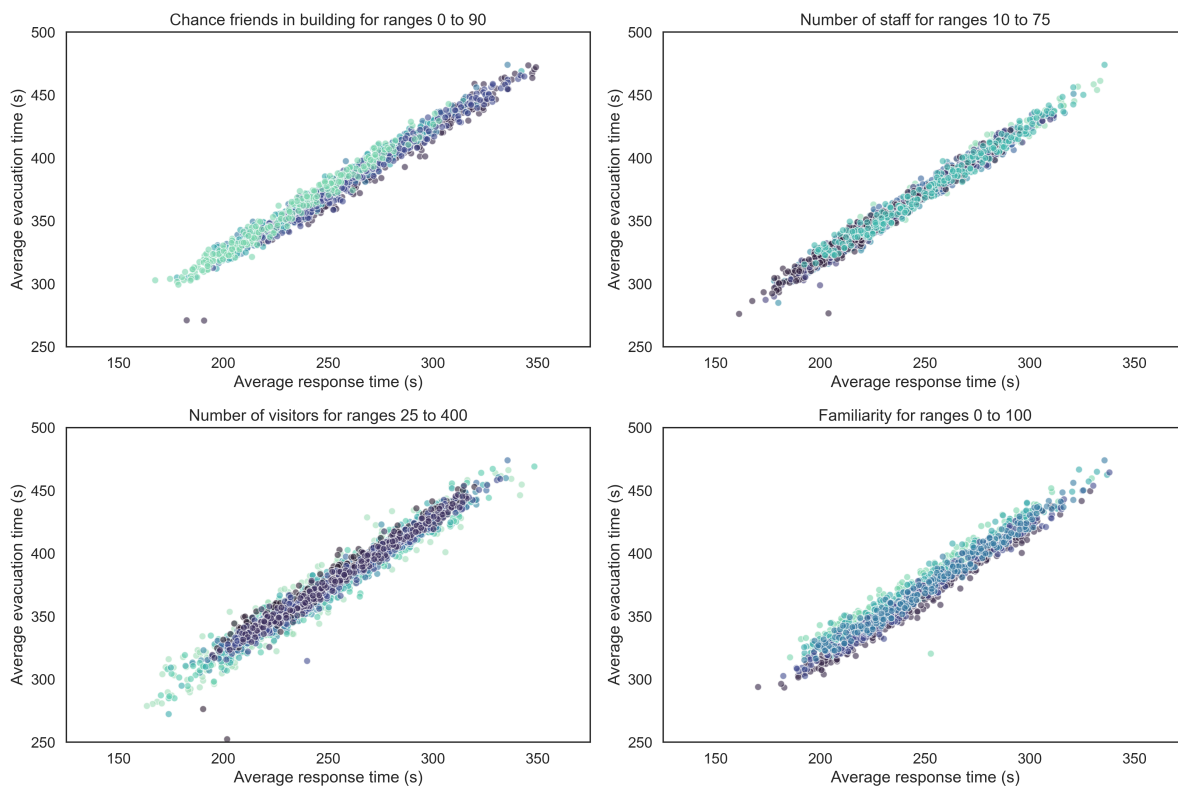 Chance friends in building for ranges 0 to 90
500
450
400
350
300
250
Average evacuation time (s)
150 200 250 300 350
Average response time (s)
Number of staff for ranges 10 to 75
500
450
400
350
300
250
Average evacuation time (s)
150 200 250 300 350
Average response time (s)
Number of visitors for ranges 25 to 400
500
450
400
350
300
250
Average evacuation time (s)
150 200 250 300 350
Average response time (s)
Familiarity for ranges 0 to 100
500
450
400
350
300
250
Average evacuation time (s)
150 200 250 300 350
Average response time (s)